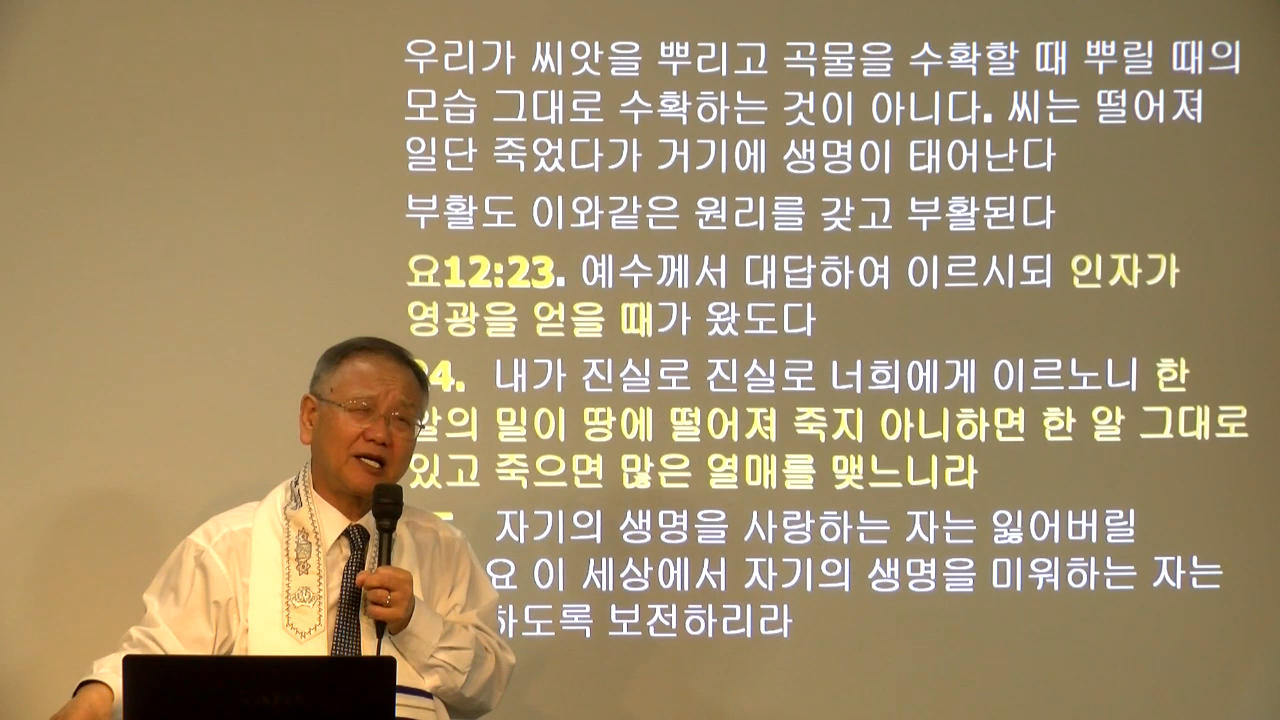 우리가 씨앗을 뿌리고 곡물을 수확할 때 뿌릴 때의
모습 그대로 수확하는 것이 아니다. 씨는 떨어져
일단 죽었다가 거기에 생명이 태어난다
부활도 이와같은 원리를 갖고 부활된다
요12:23. 예수께서 대답하여 이르시되 인자가
영광을 얻을 때가 왔도다
24. 내가 진실로 진실로 너희에게 이르노니 한
알의 밀이 땅에 떨어져 죽지 아니하면 한 알 그대로
있고 죽으면 많은 열매를 맺느니라
자기의 생명을 사랑하는 자는 잃어버릴
요 이 세상에서 자기의 생명을 미워하는 자는
하도록 보전하리라